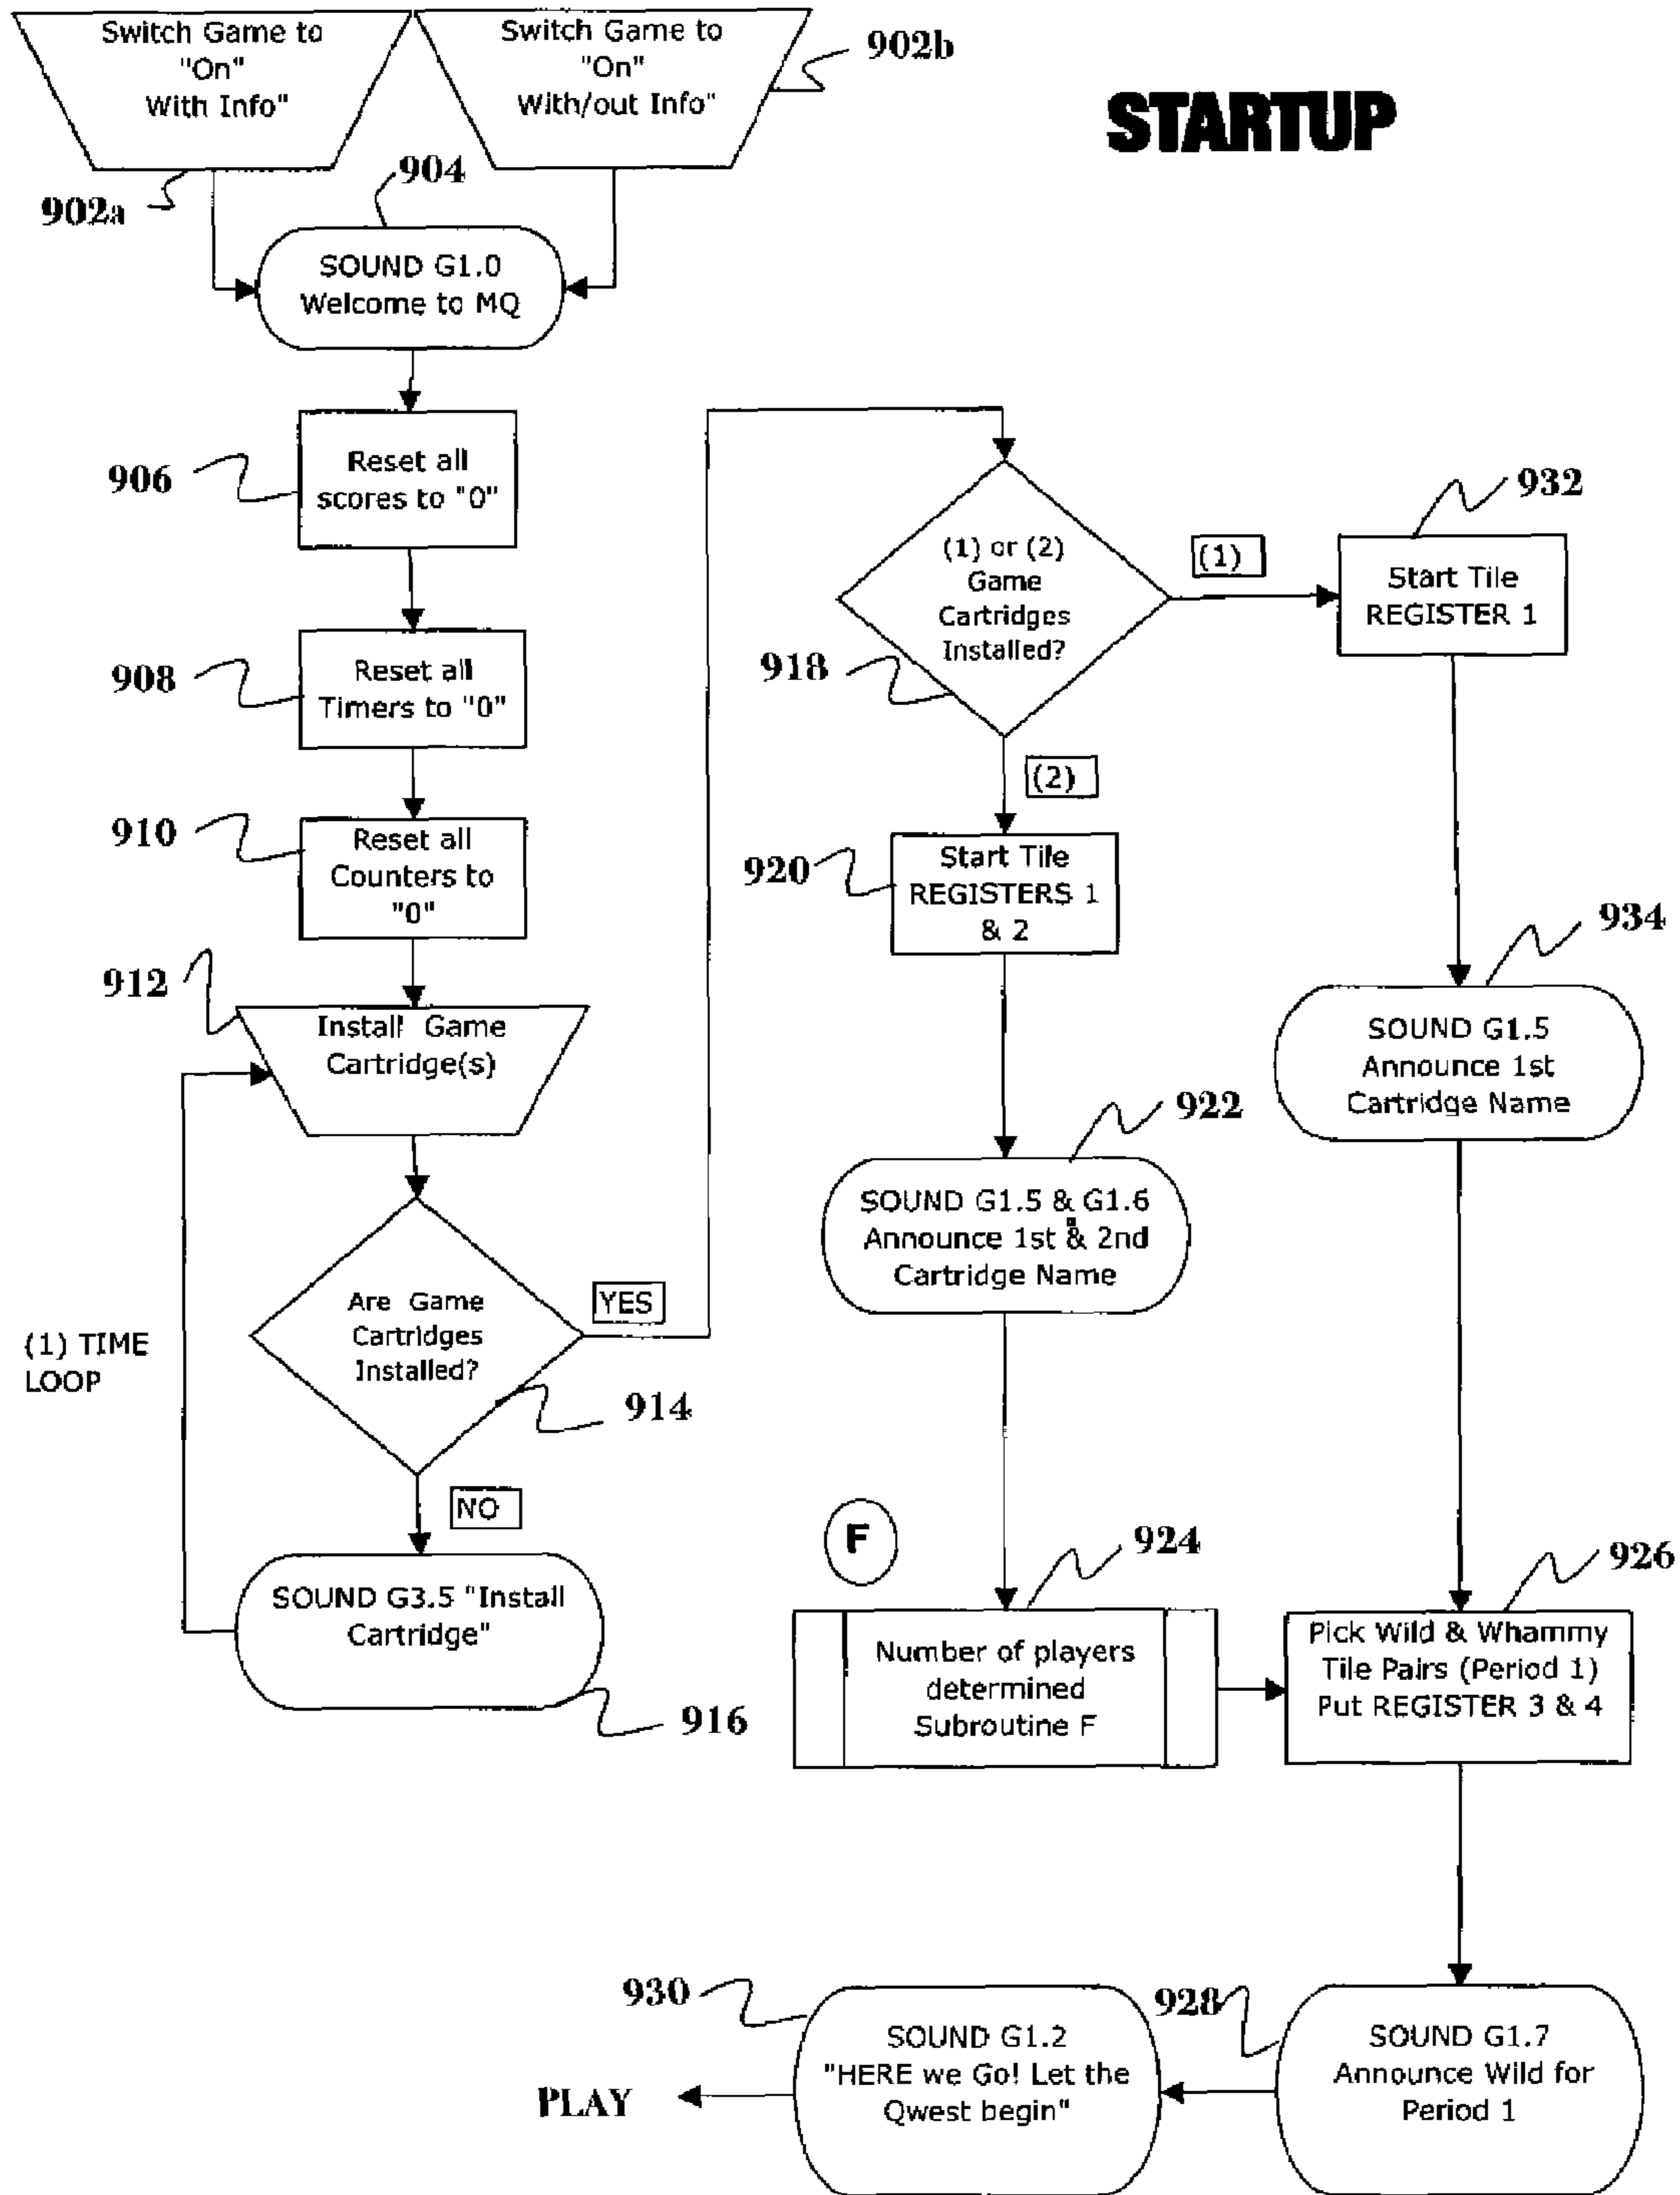 STARTUP
Switch Game to
"On"
With Info"
902a
Switch Game to
"On"
With/out Info"
902b
904
SOUND G1.0
Welcome to MQ
906
Reset all
scores to "0"
908
Reset all
Timers to "0"
910
Reset all
Counters to
"0"
912
Install Game
Cartridge(s)
(1) TIME
LOOP
Are Game
Cartridges
Installed?
914
YES
NO
SOUND G3.5 "Install
Cartridge"
916
(1) or (2)
Game
Cartridges
Installed?
918
(1)
(2)
932
Start Tile
REGISTER 1
920
Start Tile
REGISTERS 1
& 2
934
SOUND G1.5
Announce 1st
Cartridge Name
922
SOUND G1.5 & G1.6
Announce 1st & 2nd
Cartridge Name
F
924
Number of players
determined
Subroutine F
926
Pick Wild & Whammy
Tile Pairs (Period 1)
Put REGISTER 3 & 4
928
SOUND G1.7
Announce Wild for
Period 1
930
SOUND G1.2
"HERE we Go! Let the
Qwest begin"
PLAY